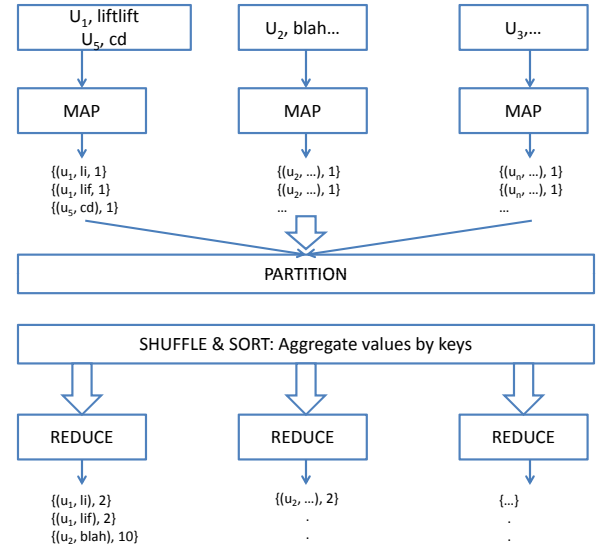 U₁, liftlift
U₅, cd
U₂, blah…
U₃,…
MAP
MAP
MAP
{(u₁, li, 1}
{(u₁, lif, 1}
{(u₅, cd), 1}
{(u₂, …), 1}
{(u₂, …), 1}
…
{(uₙ, …), 1}
{(uₙ, …), 1}
…
PARTITION
SHUFFLE & SORT: Aggregate values by keys
REDUCE
REDUCE
REDUCE
{(u₁, li), 2}
{(u₁, lif), 2}
{(u₂, blah), 10}
{(u₂, …), 2}
.
.
{…}
.
.